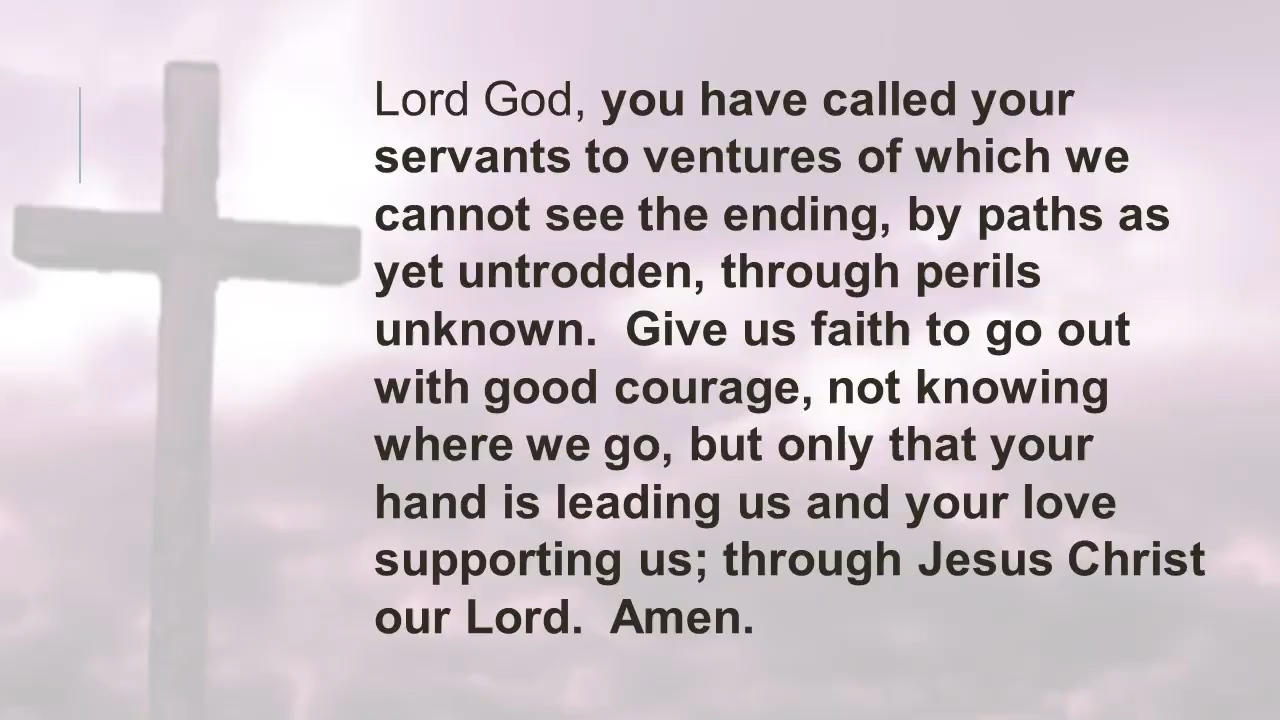 Lord God, you have called your
servants to ventures of which we
cannot see the ending, by paths as
yet untrodden, through perils
unknown.  Give us faith to go out
with good courage, not knowing
where we go, but only that your
hand is leading us and your love
supporting us; through Jesus Christ
our Lord.  Amen.